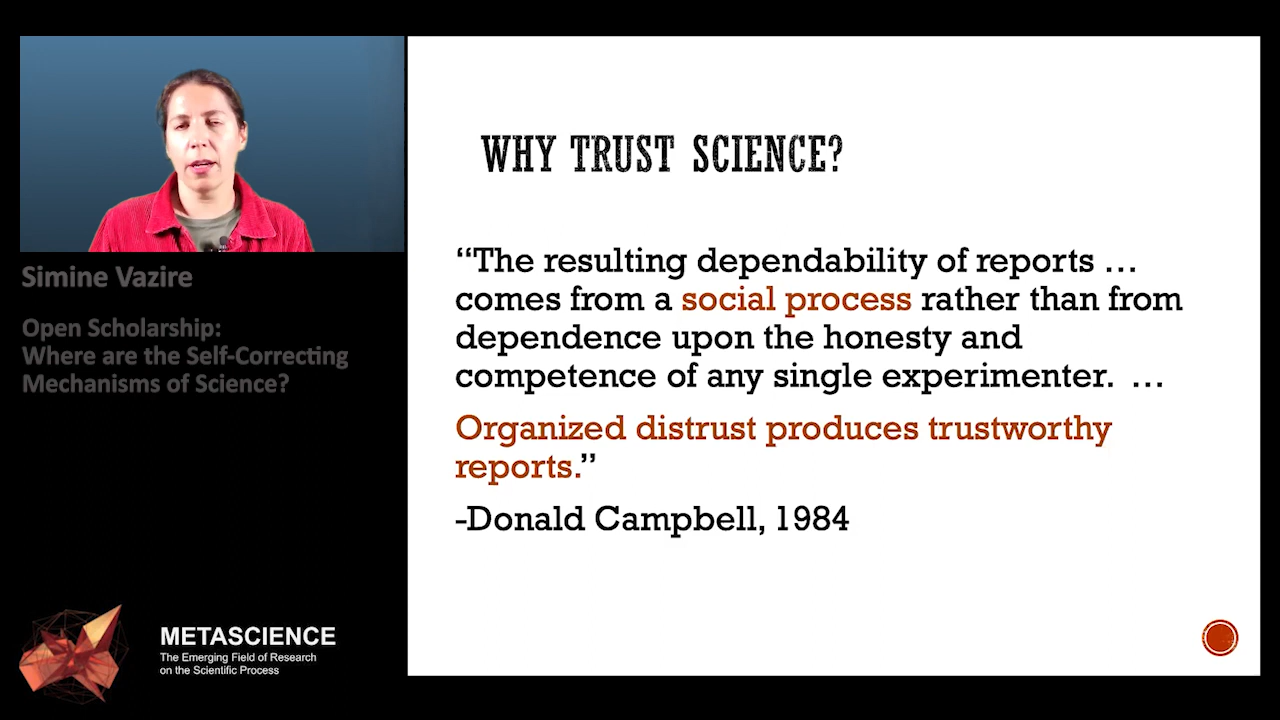 Simine Vazire
Open Scholarship:
Where are the Self-Correcting
Mechanisms of Science?
METASCIENCE
The Emerging Field of Research
on the Scientific Process
WHY TRUST SCIENCE?
“The resulting dependability of reports …
comes from a social process rather than from
dependence upon the honesty and
competence of any single experimenter. …
Organized distrust produces trustworthy
reports.”
-Donald Campbell, 1984